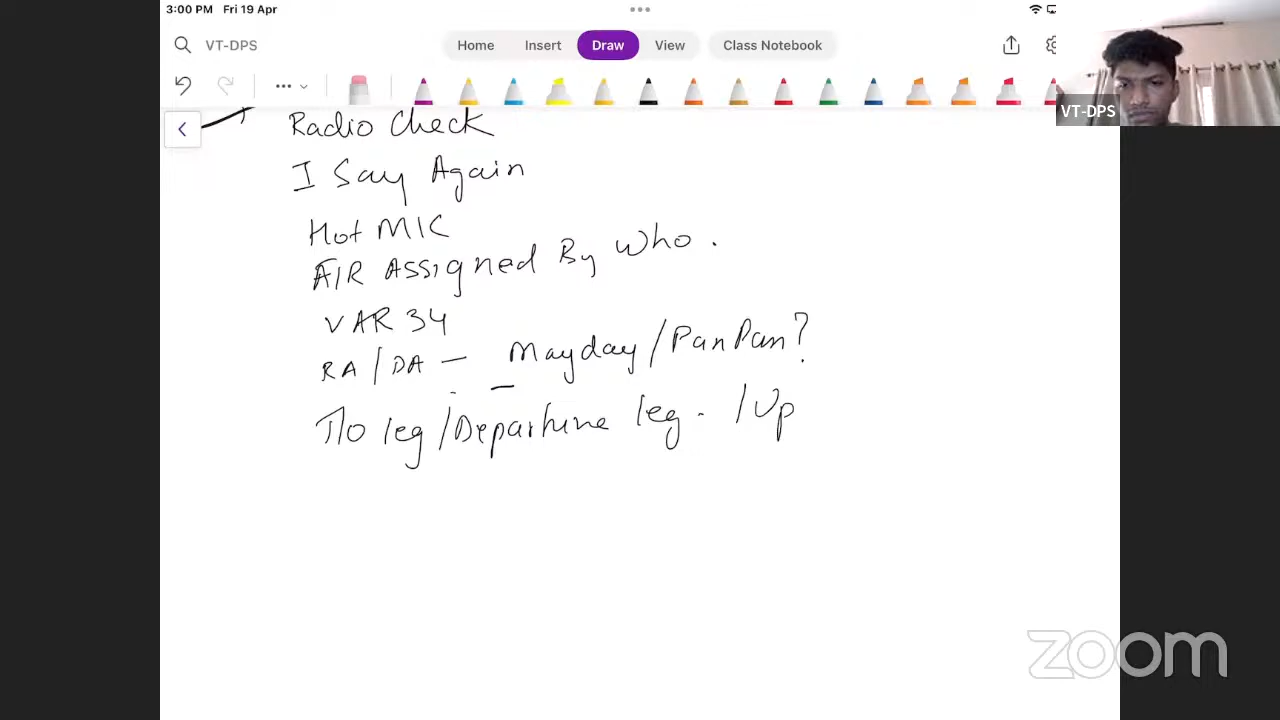 3:00 PM Fri 19 Apr
VT-DPS
Home Insert Draw View Class Notebook
VT-DPS
Radio Check
I Say Again
Hot MIC
FIR Assigned By Who .
VAR 34
RA/DA - Mayday/PanPan?
T/O leg/Departure leg. /Up
zoom